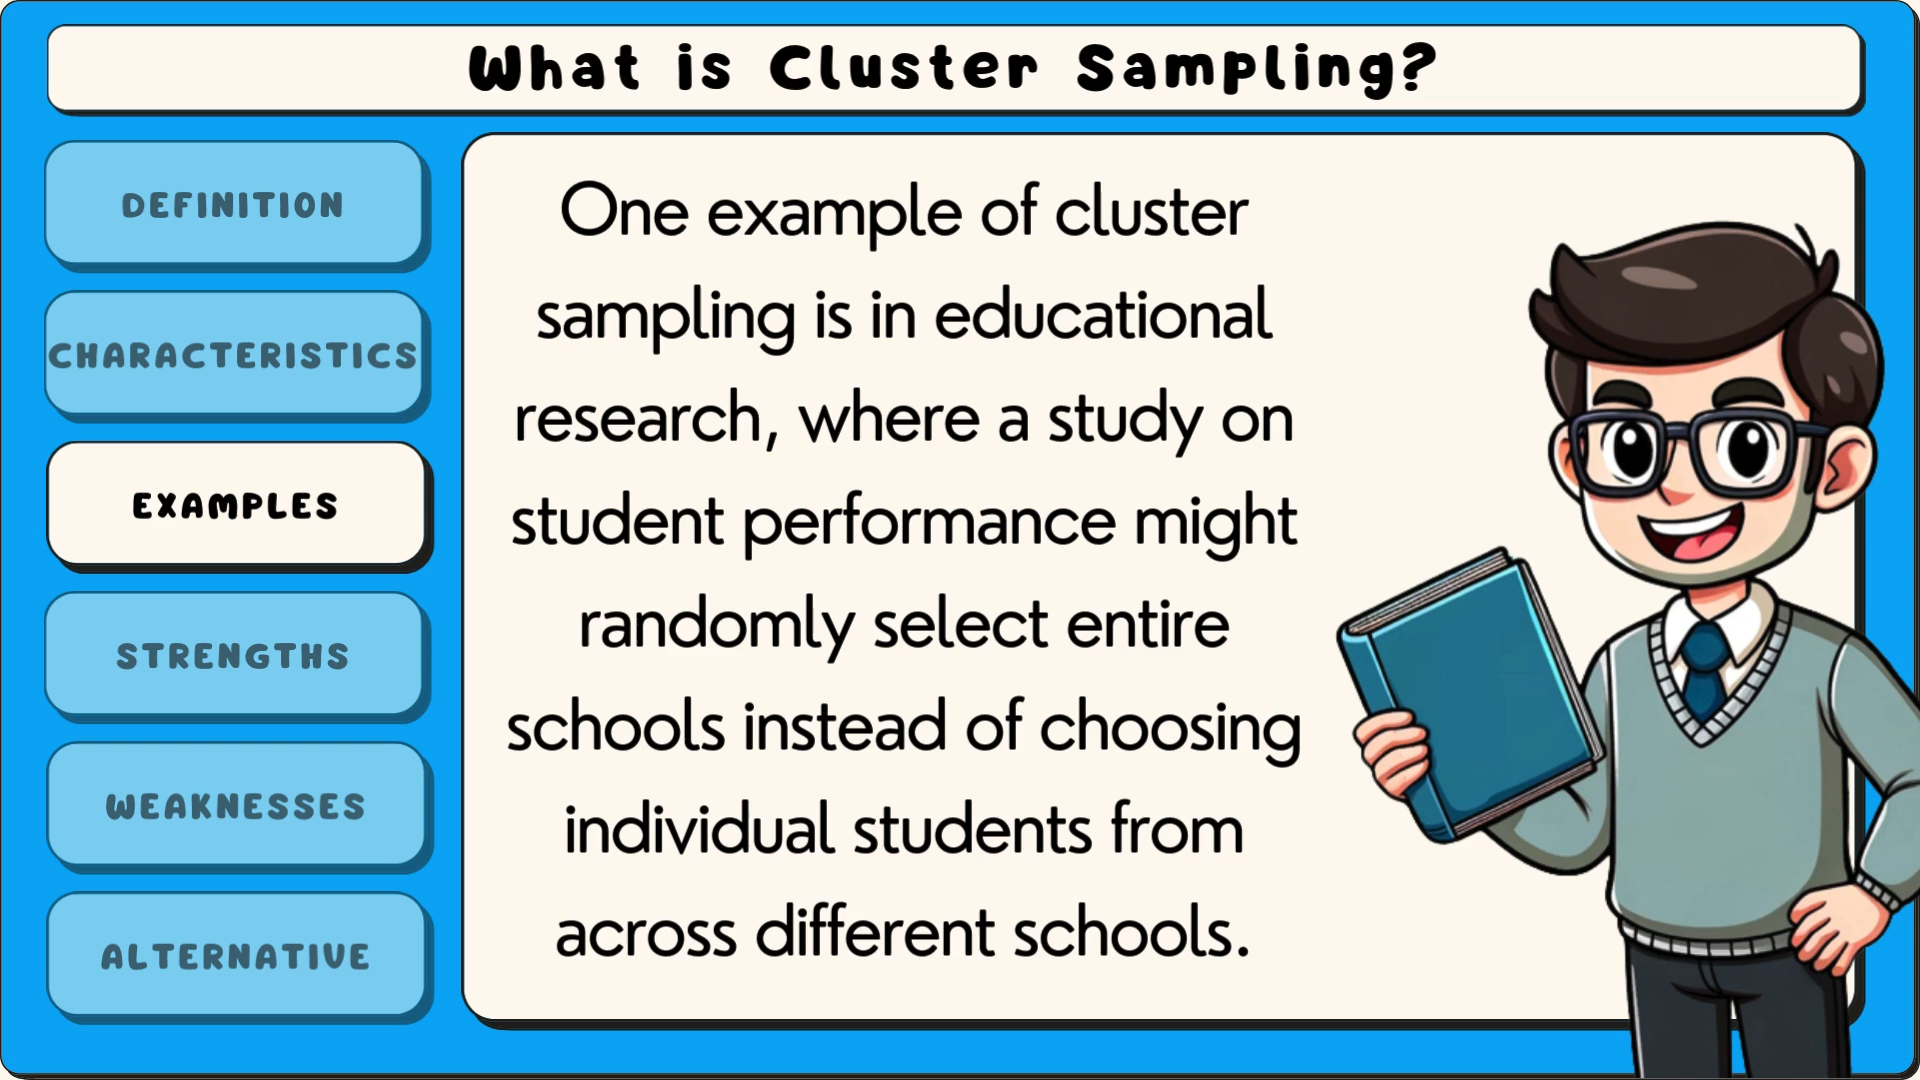 What is Cluster Sampling?
DEFINITION
CHARACTERISTICS
EXAMPLES
STRENGTHS
WEAKNESSES
ALTERNATIVE
One example of cluster
sampling is in educational
research, where a study on
student performance might
randomly select entire
schools instead of choosing
individual students from
across different schools.